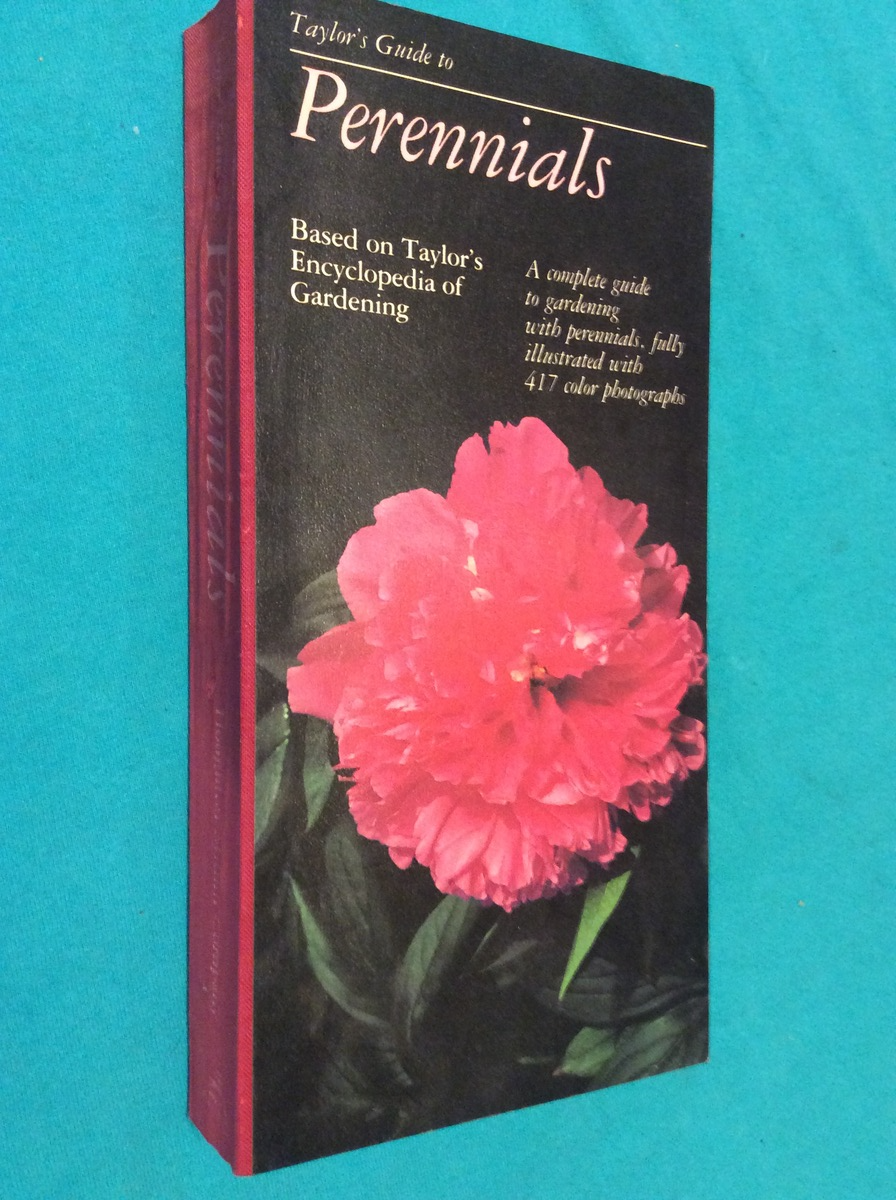 Taylor's Guide to
Perennials
Based on Taylor's
Encyclopedia of
Gardening
A complete guide
to gardening
with perennials, fully
illustrated with
417 color photographs
Perennials